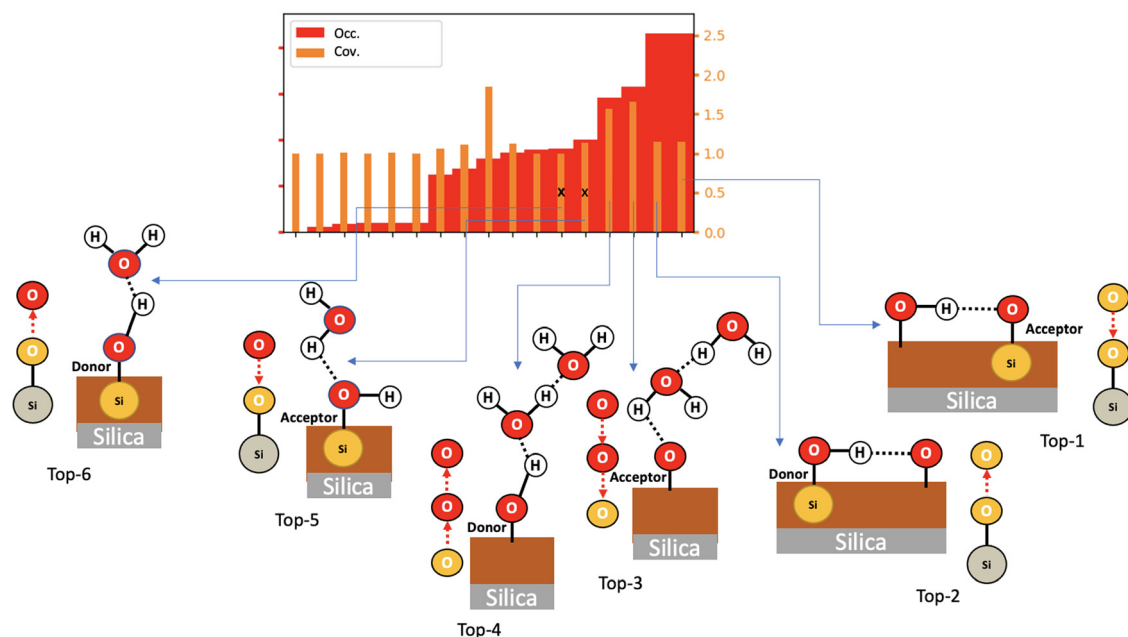 Occ.
Cov.
2.5
2.0
1.5
1.0
0.5
0.0
x x
H H
O
H
O
O
O
Donor
Si
Si
Silica
Top-6
H
O
H
O
O
O H
Acceptor
Si
Si
Silica
Top-5
H H
O
H H
O
H
O
O
O
O
Donor
Silica
Top-4
O H
H
O
H H
O
O
O
O
Acceptor
Silica
Top-3
O H O
Donor
Si
Silica
O
O
Si
Top-2
O H O
Acceptor
Si
Silica
O
O
Si
Top-1